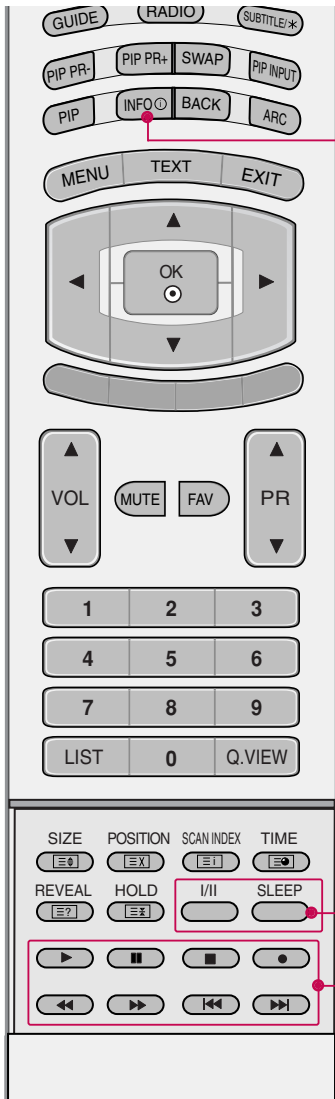 GUIDE RADIO SUBTITLE/*
PIP PR- PIP PR+ SWAP PIP INPUT
PIP INFO i BACK ARC
MENU TEXT EXIT
OK
VOL MUTE FAV PR
1 2 3
4 5 6
7 8 9
LIST 0 Q.VIEW
SIZE POSITION SCAN INDEX TIME
REVEAL HOLD I/II SLEEP